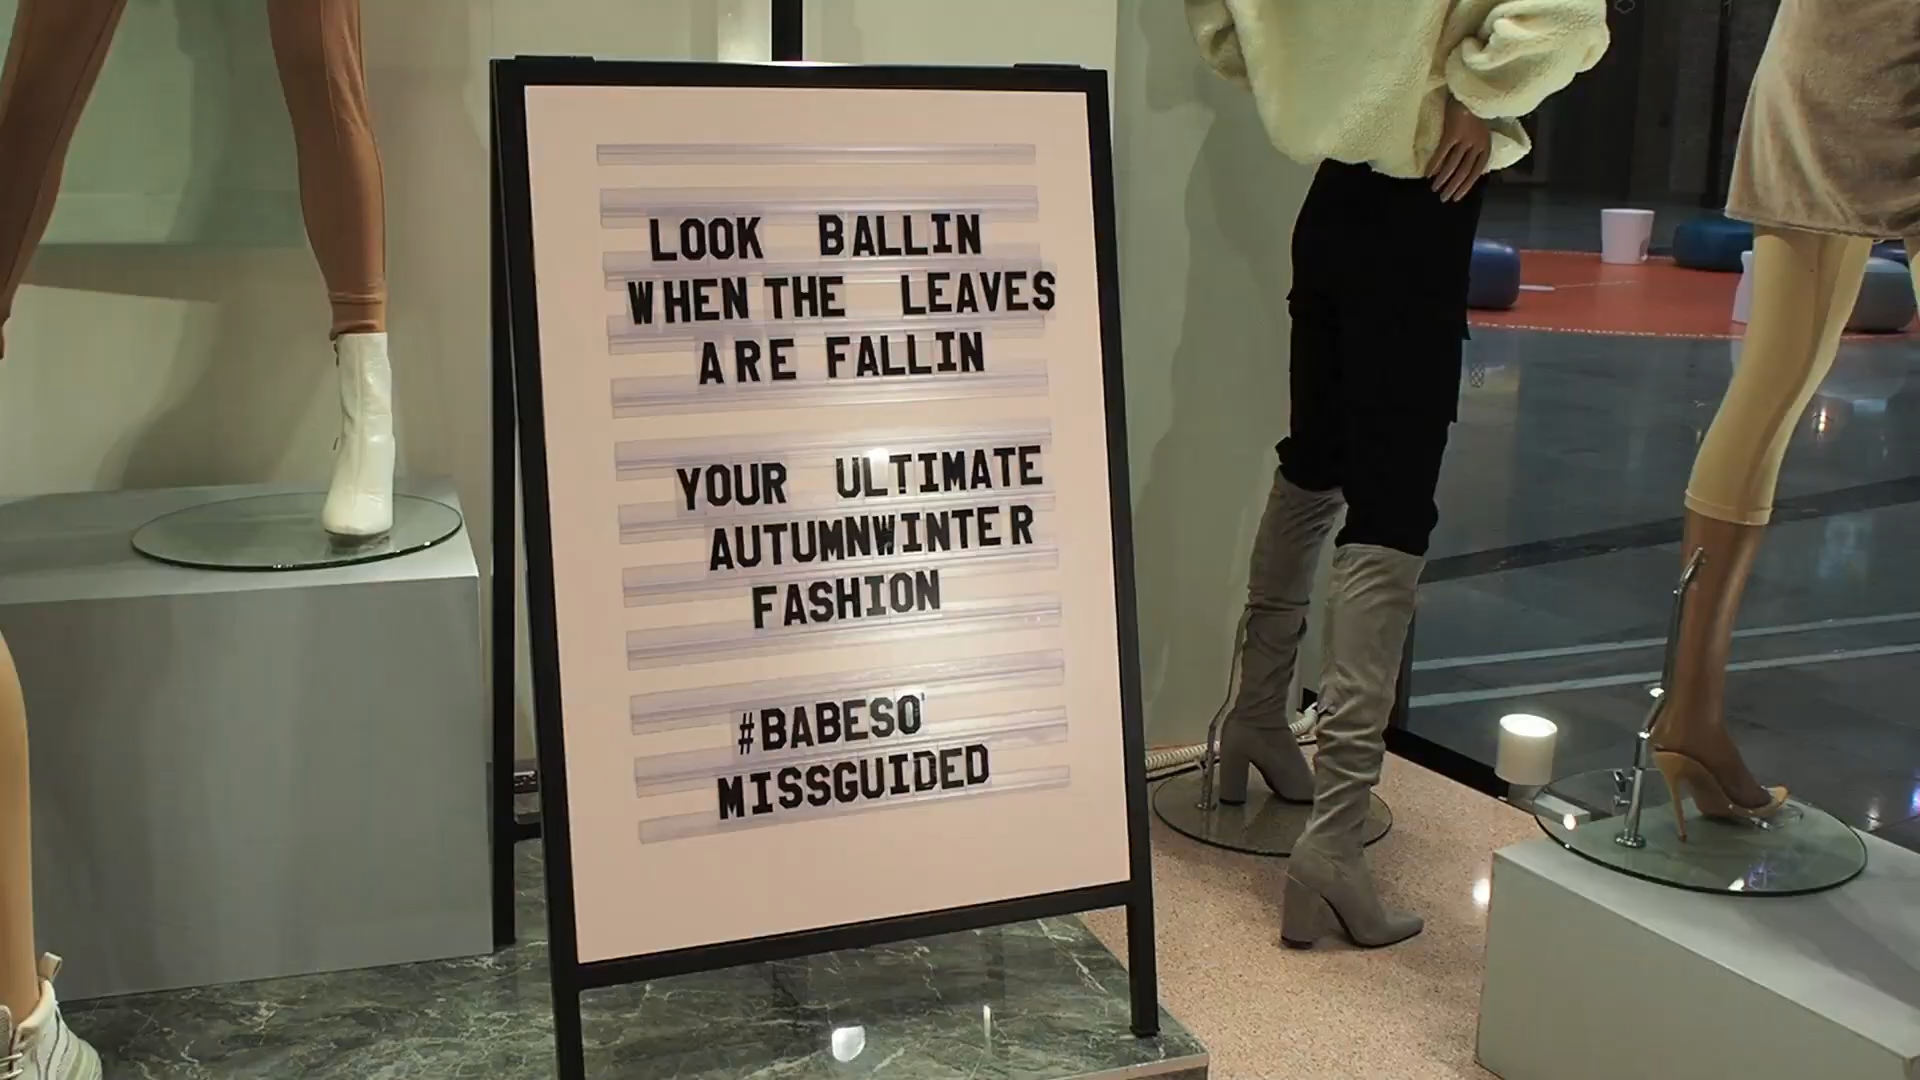 LOOK BALLIN
WHEN THE LEAVES
ARE FALLIN
YOUR ULTIMATE
AUTUMNWINTER
FASHION
#BABESO
MISSGUIDED